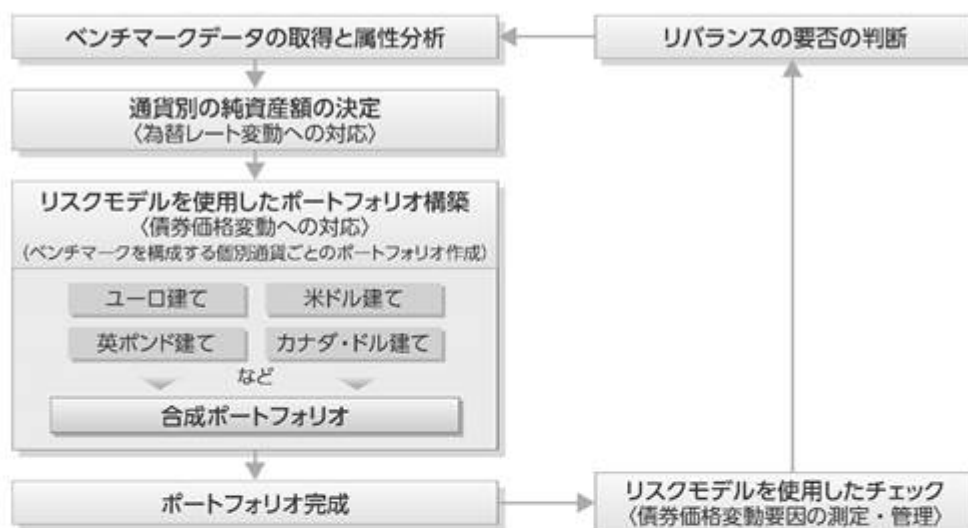 ベンチマークデータの取得と属性分析
リバランスの要否の判断
通貨別の純資産額の決定
〈為替レート変動への対応〉
リスクモデルを使用したポートフォリオ構築
〈債券価格変動への対応〉
(ベンチマークを構成する個別通貨ごとのポートフォリオ作成)
ユーロ建て
米ドル建て
英ポンド建て
カナダ・ドル建て
など
合成ポートフォリオ
ポートフォリオ完成
リスクモデルを使用したチェック
〈債券価格変動要因の測定・管理〉